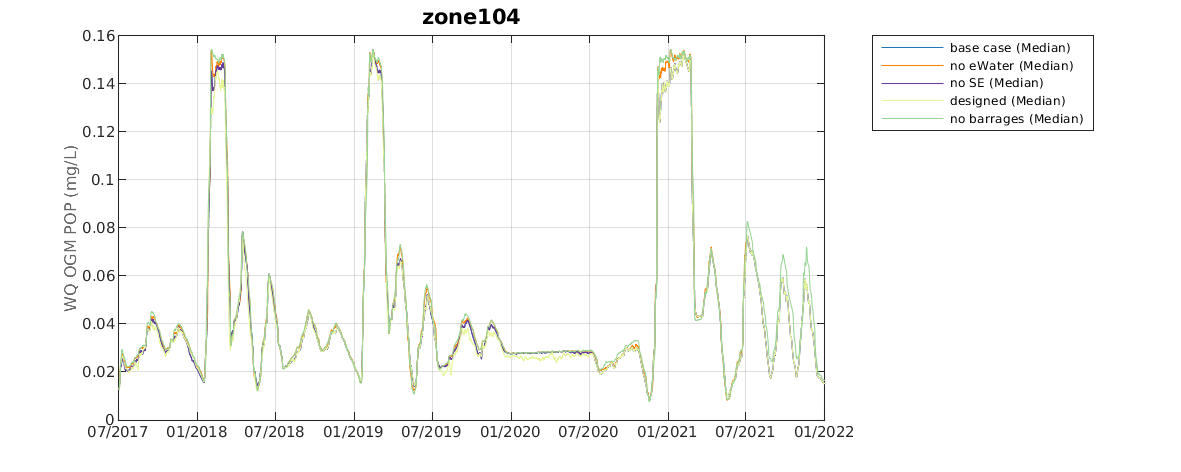 zone104
0.16
0.14
0.12
0.1
0.08
0.06
0.04
0.02
0
WQ OGM POP (mg/L)
07/2017 01/2018 07/2018 01/2019 07/2019 01/2020 07/2020 01/2021 07/2021 01/2022
base case (Median)
no eWater (Median)
no SE (Median)
designed (Median)
no barrages (Median)